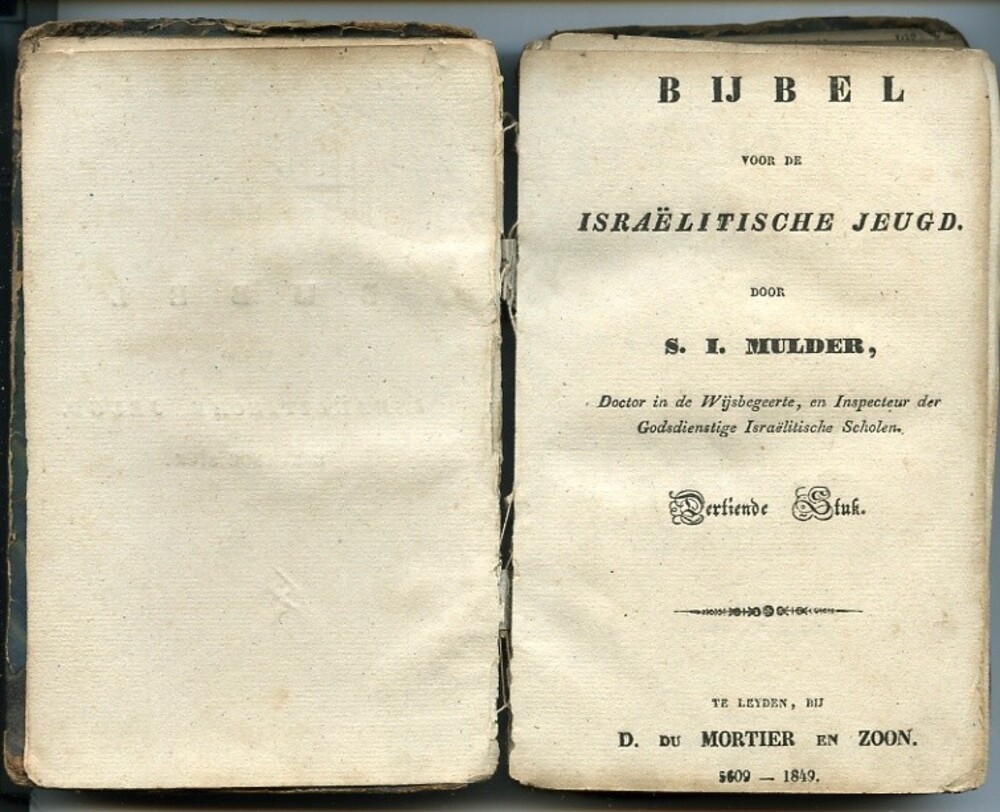 BIJBEL
VOOR DE
ISRAËLITISCHE JEUGD.
DOOR
S. I. MULDER,
Doctor in de Wijsbegeerte, en Inspecteur der
Godsdienstige Israëlitische Scholen.
Dertiende Stuk.
TE LEYDEN, BIJ
D. DU MORTIER EN ZOON.
5609 — 1849.